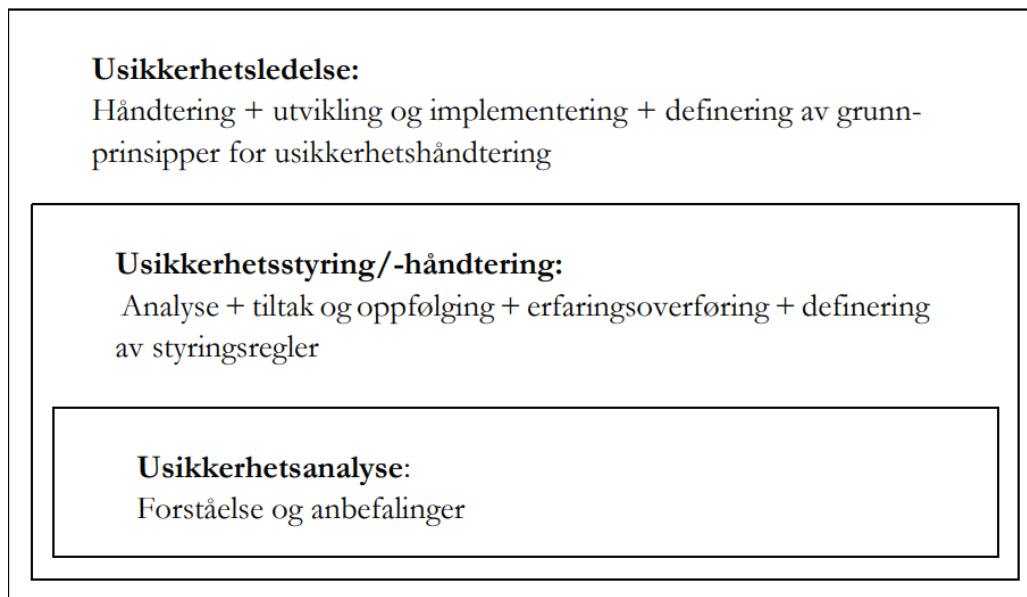 Usikkerhetsledelse:
Håndtering + utvikling og implementering + definering av grunn-
prinsipper for usikkerhetshåndtering
Usikkerhetsstyring/-håndtering:
Analyse + tiltak og oppfølging + erfaringsoverføring + definering
av styringsregler
Usikkerhetsanalyse:
Forståelse og anbefalinger